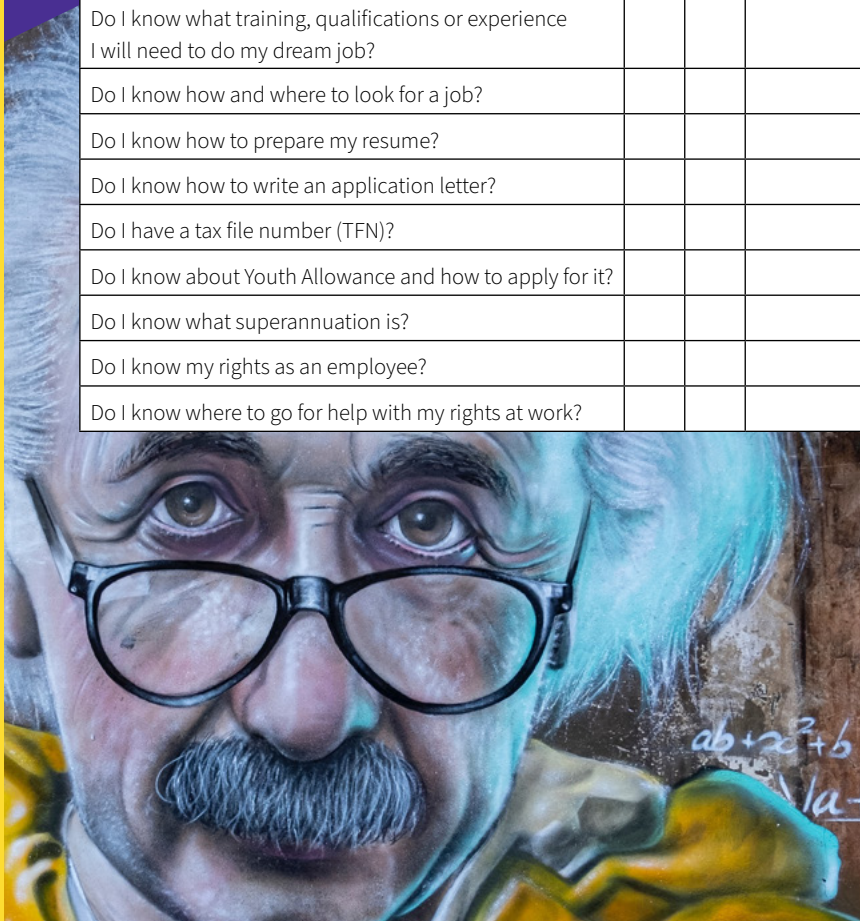 Do I know what training, qualifications or experience
I will need to do my dream job?
Do I know how and where to look for a job?
Do I know how to prepare my resume?
Do I know how to write an application letter?
Do I have a tax file number (TFN)?
Do I know about Youth Allowance and how to apply for it?
Do I know what superannuation is?
Do I know my rights as an employee?
Do I know where to go for help with my rights at work?
ab+x²+b
\|a-